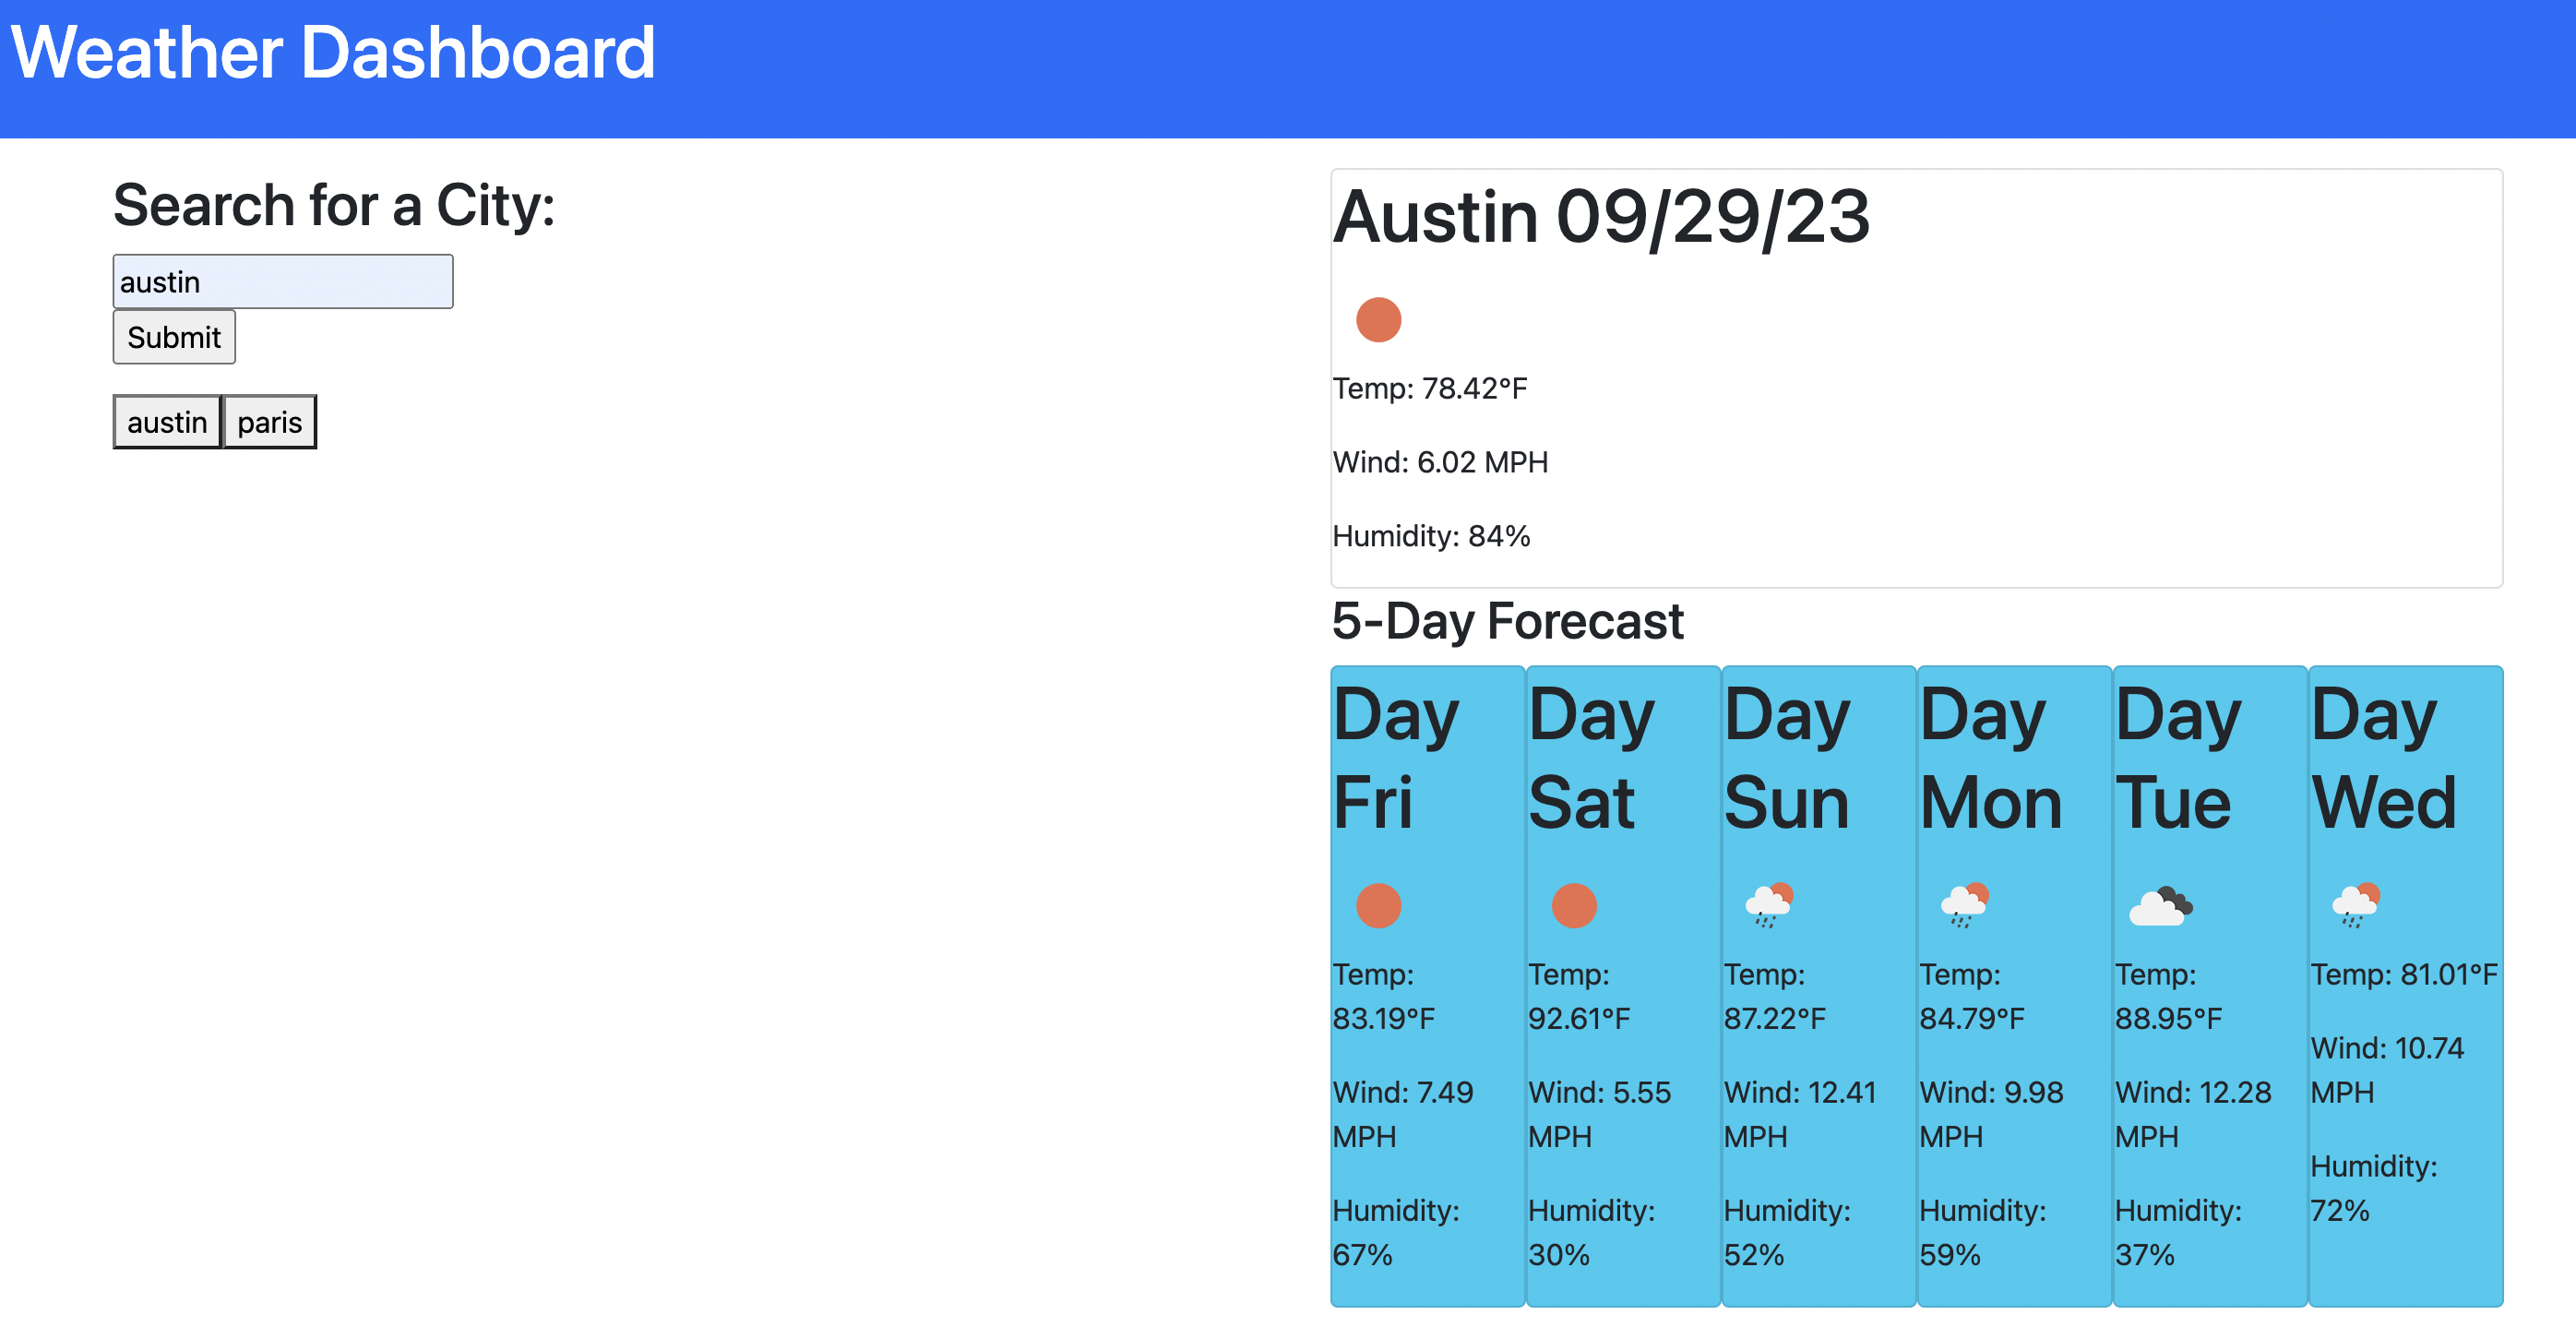 Weather Dashboard
Search for a City:
austin
Submit
austin paris
Austin 09/29/23
Temp: 78.42°F
Wind: 6.02 MPH
Humidity: 84%
5-Day Forecast
Day
Fri
Temp:
83.19°F
Wind: 7.49
MPH
Humidity:
67%
Day
Sat
Temp:
92.61°F
Wind: 5.55
MPH
Humidity:
30%
Day
Sun
Temp:
87.22°F
Wind: 12.41
MPH
Humidity:
52%
Day
Mon
Temp:
84.79°F
Wind: 9.98
MPH
Humidity:
59%
Day
Tue
Temp:
88.95°F
Wind: 12.28
MPH
Humidity:
37%
Day
Wed
Temp: 81.01°F
Wind: 10.74
MPH
Humidity:
72%